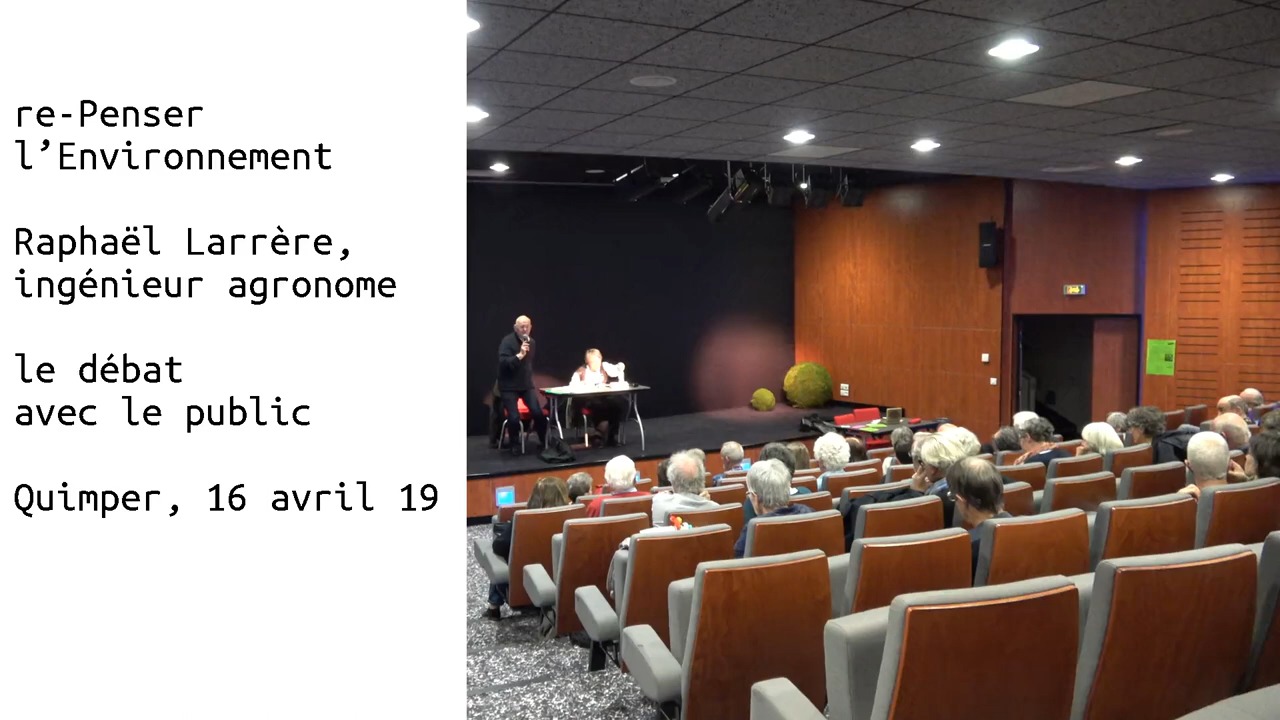 re-Penser
l’Environnement
Raphaël Larrère,
ingénieur agronome
le débat
avec le public
Quimper, 16 avril 19